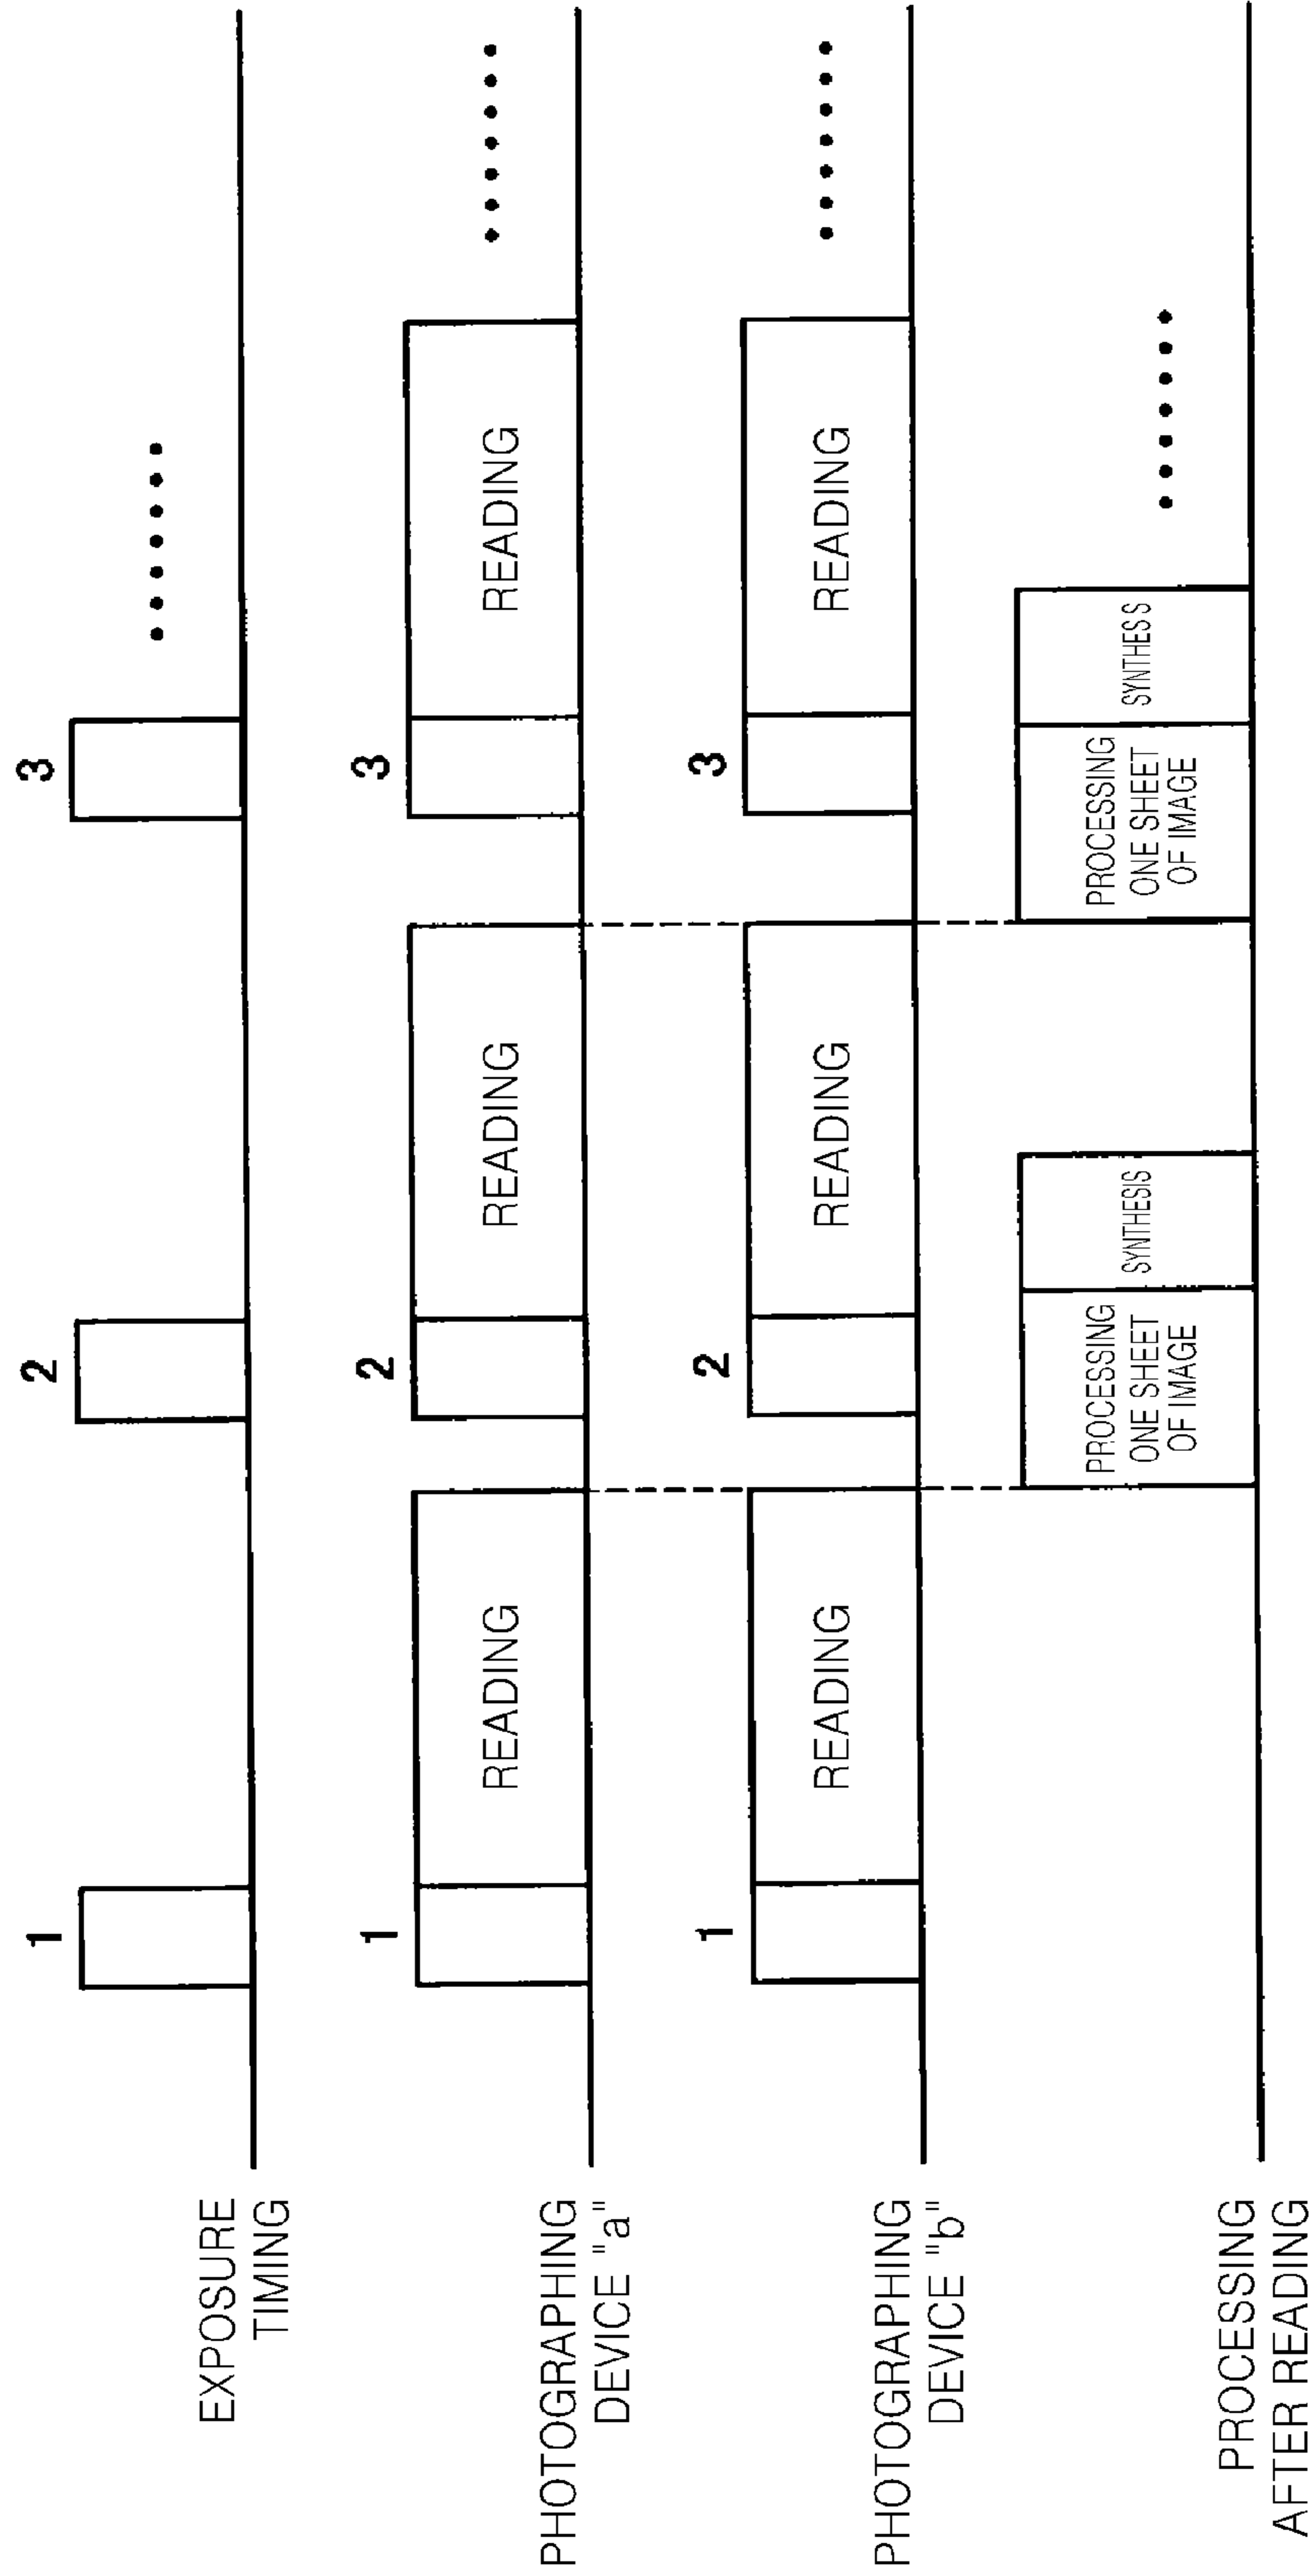 EXPOSURE
TIMING
1
2
3
PHOTOGRAPHING
DEVICE "a"
1
READING
2
READING
3
READING
PHOTOGRAPHING
DEVICE "b"
1
READING
2
READING
3
READING
PROCESSING
AFTER READING
PROCESSING
ONE SHEET
OF IMAGE
SYNTHESIS
PROCESSING
ONE SHEET
OF IMAGE
SYNTHESIS